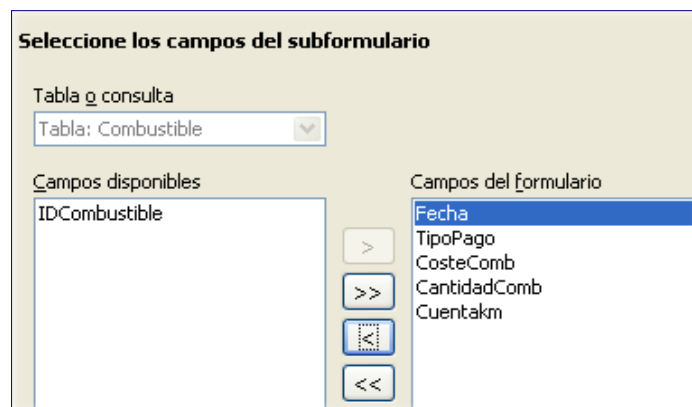 Seleccione los campos del subformulario
Tabla o consulta
Tabla: Combustible
Campos disponibles
IDCombustible
>
>>
<
<<
Campos del formulario
Fecha
TipoPago
CosteComb
CantidadComb
Cuentakm